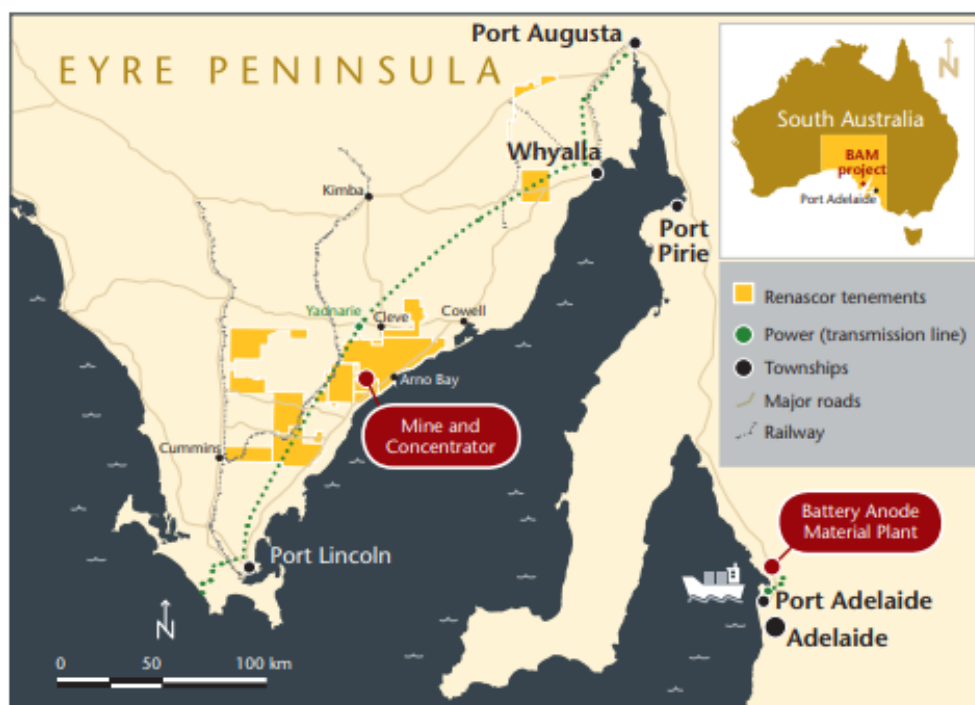 EYRE PENINSULA
Port Augusta
Whyalla
Kimba
Port
Pirie
Yadnarie
Cleve
Cowell
Arno Bay
Mine and
Concentrator
Cummins
Port Lincoln
N
0 50 100 km
Battery Anode
Material Plant
Port Adelaide
Adelaide
N
South Australia
BAM
project
Port Adelaide
Renascor tenements
Power (transmission line)
Townships
Major roads
Railway